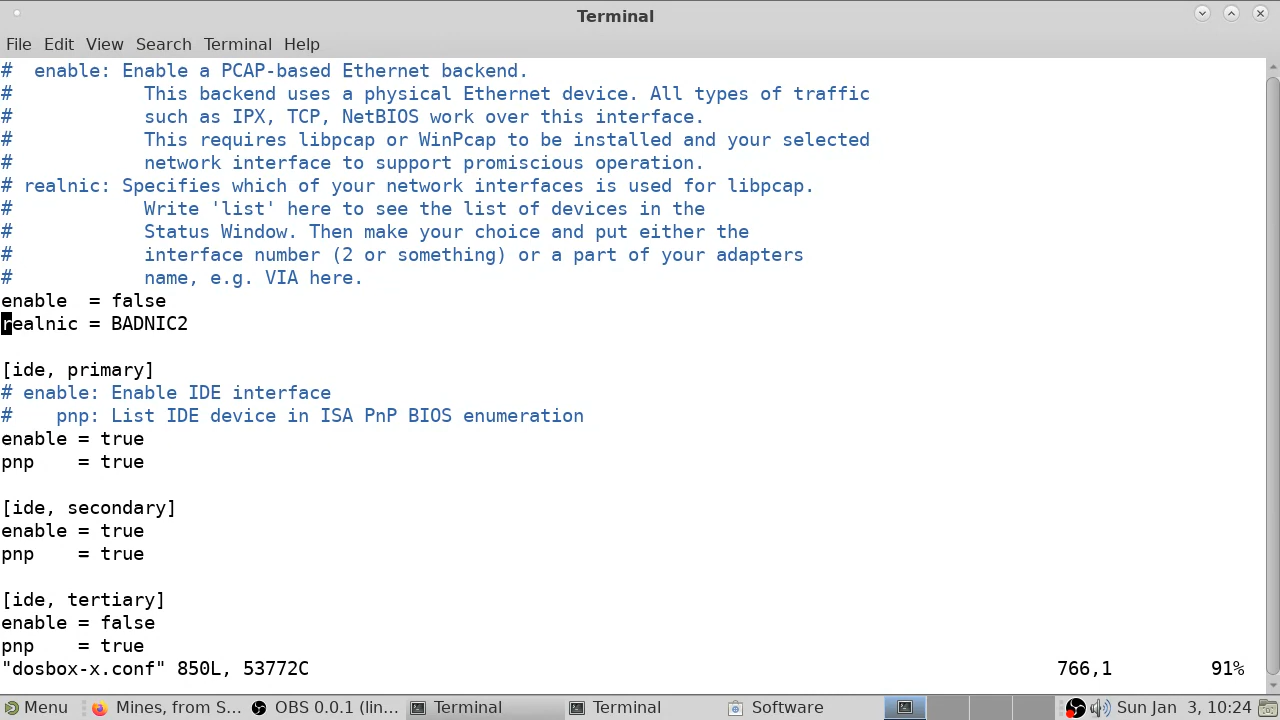 Terminal
File Edit View Search Terminal Help
#  enable: Enable a PCAP-based Ethernet backend.
#            This backend uses a physical Ethernet device. All types of traffic
#            such as IPX, TCP, NetBIOS work over this interface.
#            This requires libpcap or WinPcap to be installed and your selected
#            network interface to support promiscious operation.
# realnic: Specifies which of your network interfaces is used for libpcap.
#            Write 'list' here to see the list of devices in the
#            Status Window. Then make your choice and put either the
#            interface number (2 or something) or a part of your adapters
#            name, e.g. VIA here.
enable  = false
realnic = BADNIC2
[ide, primary]
# enable: Enable IDE interface
#    pnp: List IDE device in ISA PnP BIOS enumeration
enable = true
pnp    = true
[ide, secondary]
enable = true
pnp    = true
[ide, tertiary]
enable = false
pnp    = true
"dosbox-x.conf" 850L, 53772C 766,1 91%
Menu Mines, from S... OBS 0.0.1 (lin... Terminal Terminal Software Sun Jan  3, 10:24